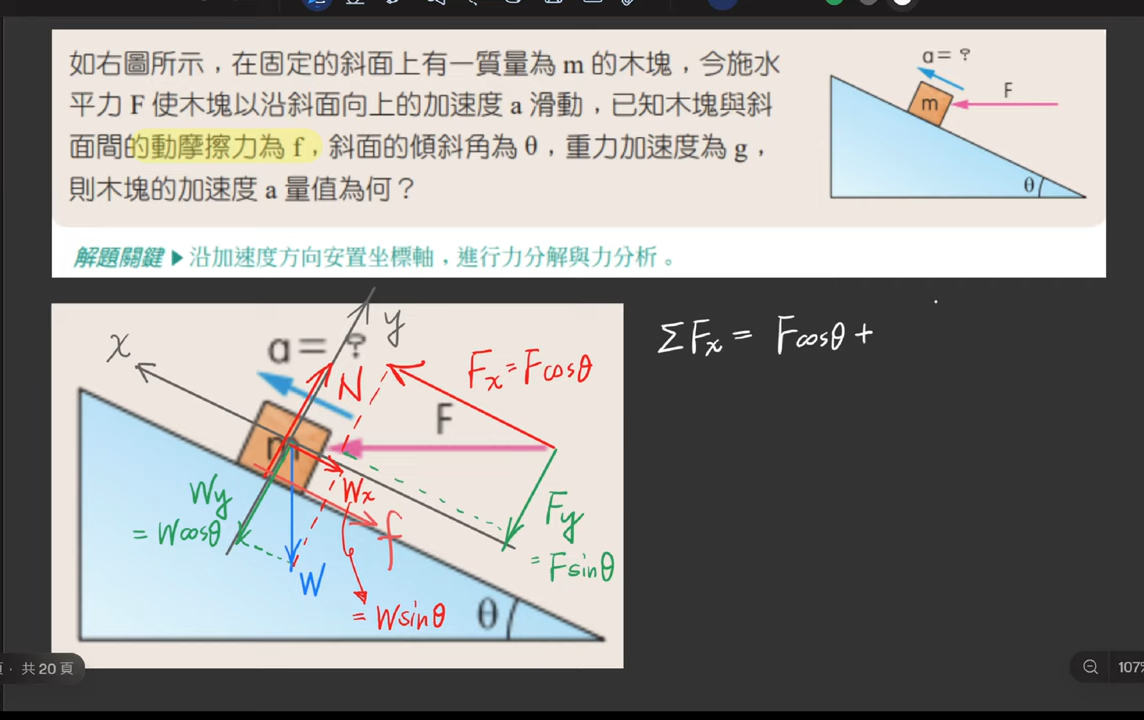 如右圖所示，在固定的斜面上有一質量為 m 的木塊，今施水
平力 F 使木塊以沿斜面向上的加速度 a 滑動，已知木塊與斜
面間的動摩擦力為 f，斜面的傾斜角為 θ，重力加速度為 g，
則木塊的加速度 a 量值為何？
a= ?
m
F
θ
解題關鍵▶沿加速度方向安置坐標軸，進行力分解與力分析。
x
a= ?
y
N
Fx=Fcosθ
F
m
Wy
=Wcosθ
Wx
=Wsinθ
f
W
Fy
=Fsinθ
θ
ΣFx = Fcosθ +
頁· 共 20 頁
107%